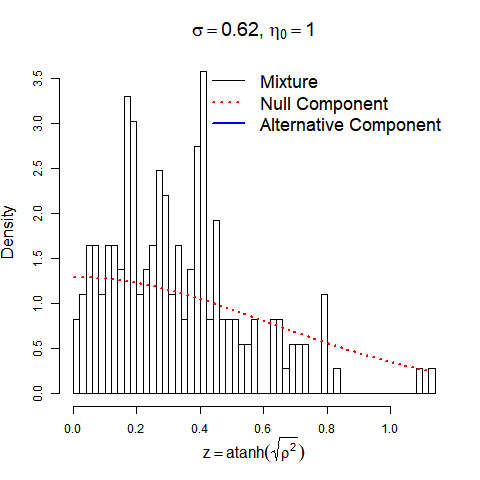 σ = 0.62, η₀ = 1
Mixture
Null Component
Alternative Component
Density
3.5
3.0
2.5
2.0
1.5
1.0
0.5
0.0
0.0 0.2 0.4 0.6 0.8 1.0
z = atanh(√ρ²)